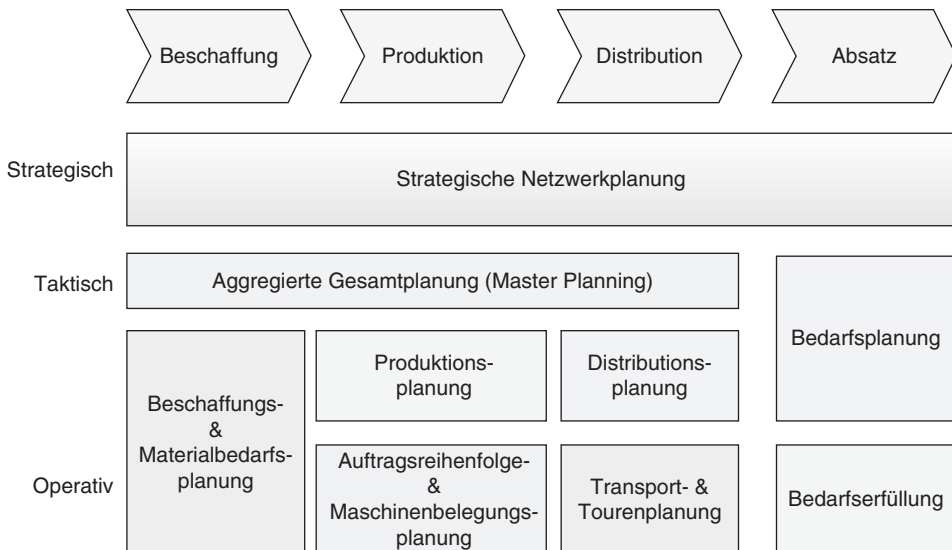 Beschaffung
Produktion
Distribution
Absatz
Strategisch
Strategische Netzwerkplanung
Taktisch
Aggregierte Gesamtplanung (Master Planning)
Bedarfsplanung
Produktions-
planung
Distributions-
planung
Beschaffungs-
&
Materialbedarfs-
planung
Operativ
Auftragsreihenfolge-
&
Maschinenbelegungs-
planung
Transport- &
Tourenplanung
Bedarfserfüllung